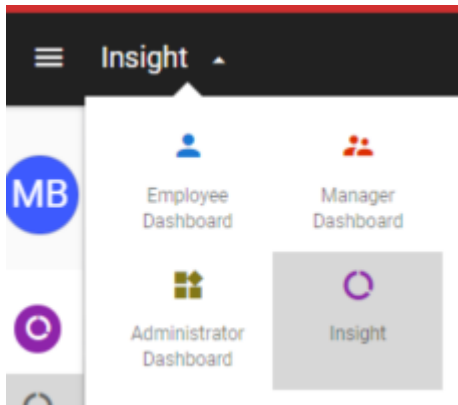 Insight
MB
Employee Manager
Dashboard Dashboard
Administrator Insight
Dashboard